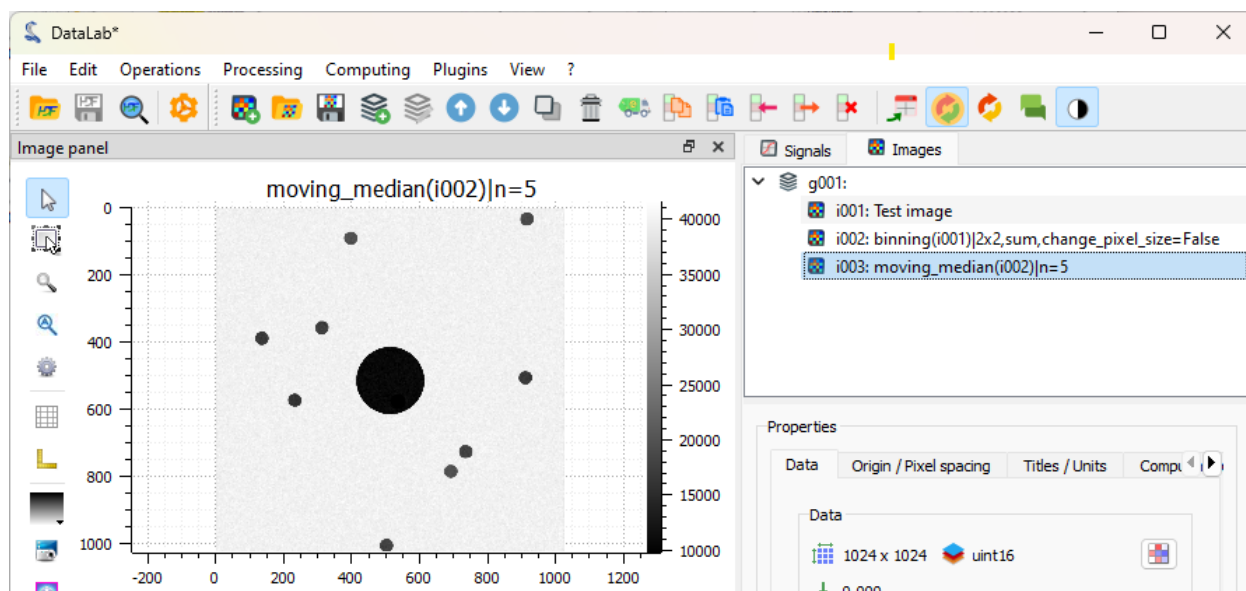 DataLab*
File Edit Operations Processing Computing Plugins View ?
Image panel
Signals Images
g001:
i001: Test image
i002: binning(i001)|2x2,sum,change_pixel_size=False
i003: moving_median(i002)|n=5
moving_median(i002)|n=5
0
200
400
600
800
1000
-200 0 200 400 600 800 1000 1200
40000
35000
30000
25000
20000
15000
10000
Properties
Data Origin / Pixel spacing Titles / Units
Data
1024 x 1024 uint16